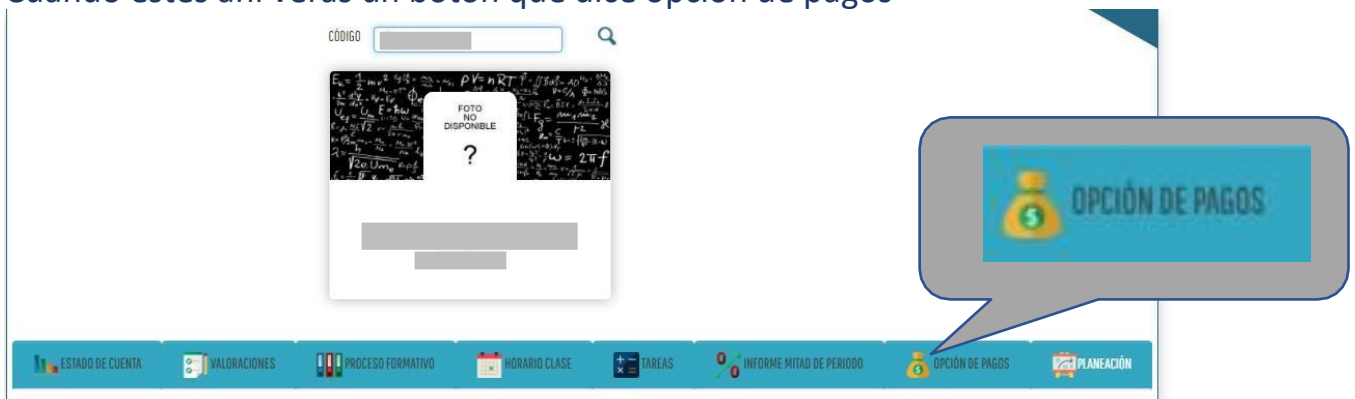 Cuando estés ahí verás un botón que dice opción de pagos
CÓDIGO
FOTO
NO
DISPONIBLE
?
OPCIÓN DE PAGOS
ESTADO DE CUENTA
VALORACIONES
PROCESO FORMATIVO
HORARIO CLASE
TAREAS
INFORME MITAD DE PERIODO
OPCIÓN DE PAGOS
PLANEACIÓN